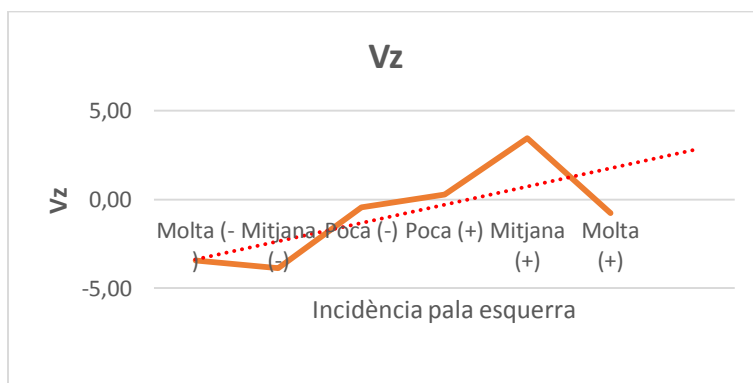 Vz
5,00
0,00
-5,00
Vz
Molta (- Mitjana Poca (-) Poca (+) Mitjana Molta
) (-) (+) (+)
Incidència pala esquerra